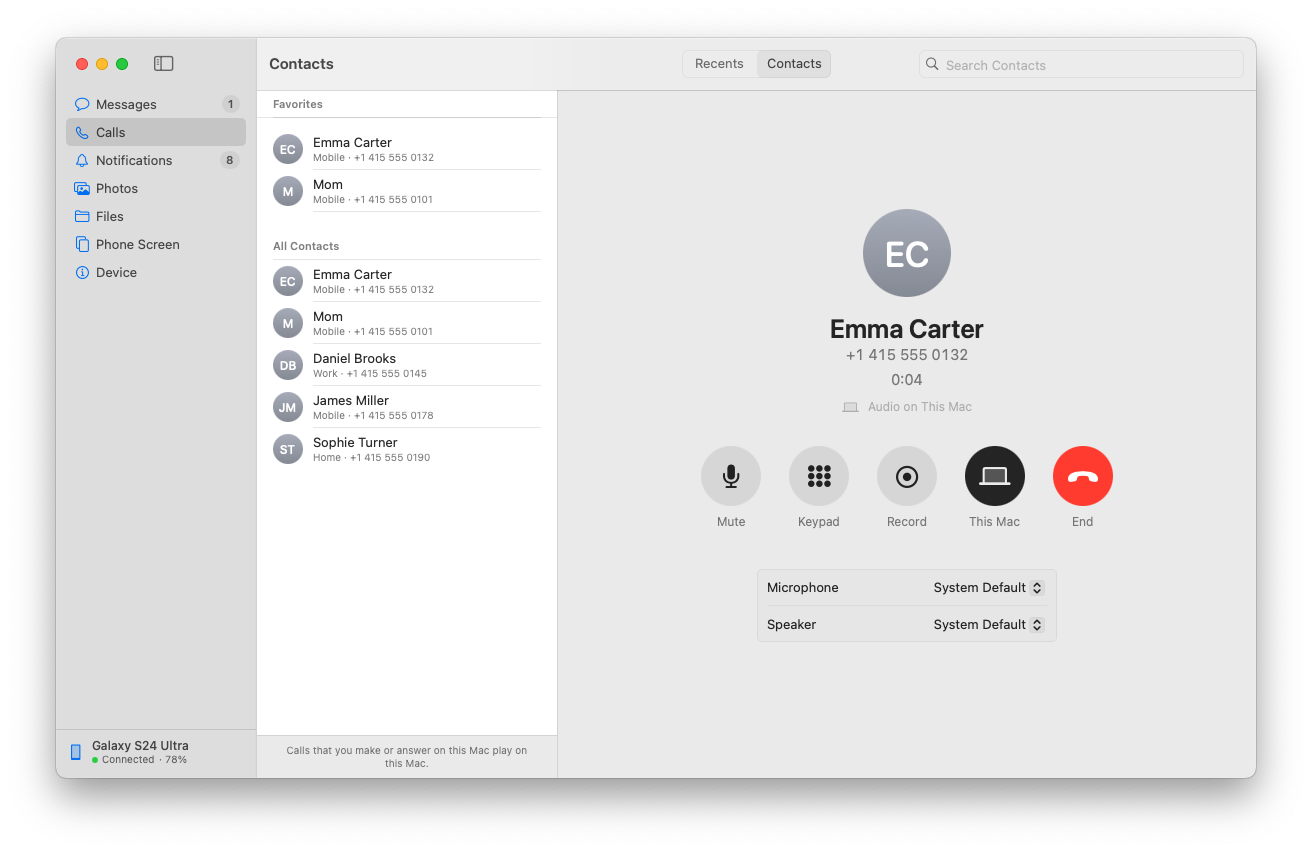 Contacts
Recents
Contacts
Search Contacts
Messages
1
Calls
Notifications
8
Photos
Files
Phone Screen
Device
Galaxy S24 Ultra
Connected · 78%
Favorites
EC
Emma Carter
Mobile · +1 415 555 0132
M
Mom
Mobile · +1 415 555 0101
All Contacts
EC
Emma Carter
Mobile · +1 415 555 0132
M
Mom
Mobile · +1 415 555 0101
DB
Daniel Brooks
Work · +1 415 555 0145
JM
James Miller
Mobile · +1 415 555 0178
ST
Sophie Turner
Home · +1 415 555 0190
Calls that you make or answer on this Mac play on
this Mac.
EC
Emma Carter
+1 415 555 0132
0:04
Audio on This Mac
Mute
Keypad
Record
This Mac
End
Microphone
System Default
Speaker
System Default